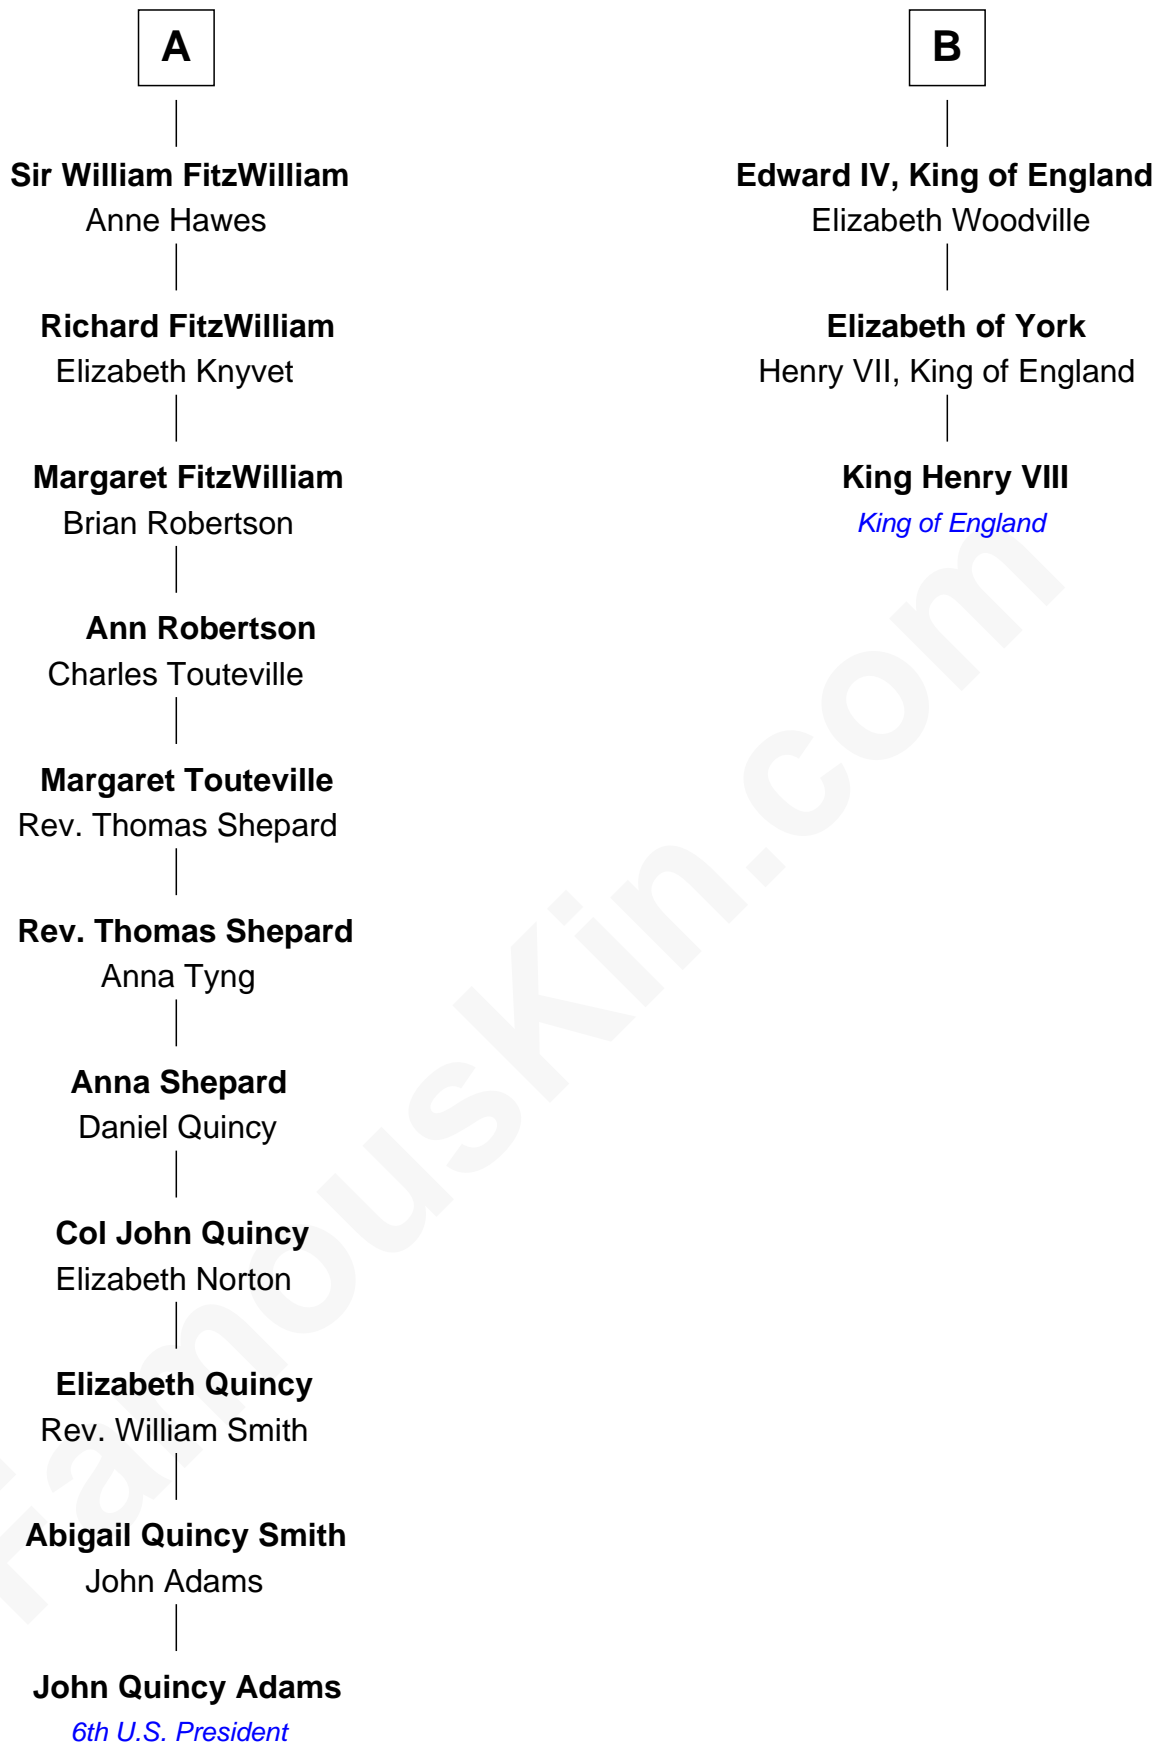 A
Sir William FitzWilliam
Anne Hawes
Richard FitzWilliam
Elizabeth Knyvet
Margaret FitzWilliam
Brian Robertson
Ann Robertson
Charles Touteville
Margaret Touteville
Rev. Thomas Shepard
Rev. Thomas Shepard
Anna Tyng
Anna Shepard
Daniel Quincy
Col John Quincy
Elizabeth Norton
Elizabeth Quincy
Rev. William Smith
Abigail Quincy Smith
John Adams
John Quincy Adams
6th U.S. President
B
Edward IV, King of England
Elizabeth Woodville
Elizabeth of York
Henry VII, King of England
King Henry VIII
King of England
FamousKin.com